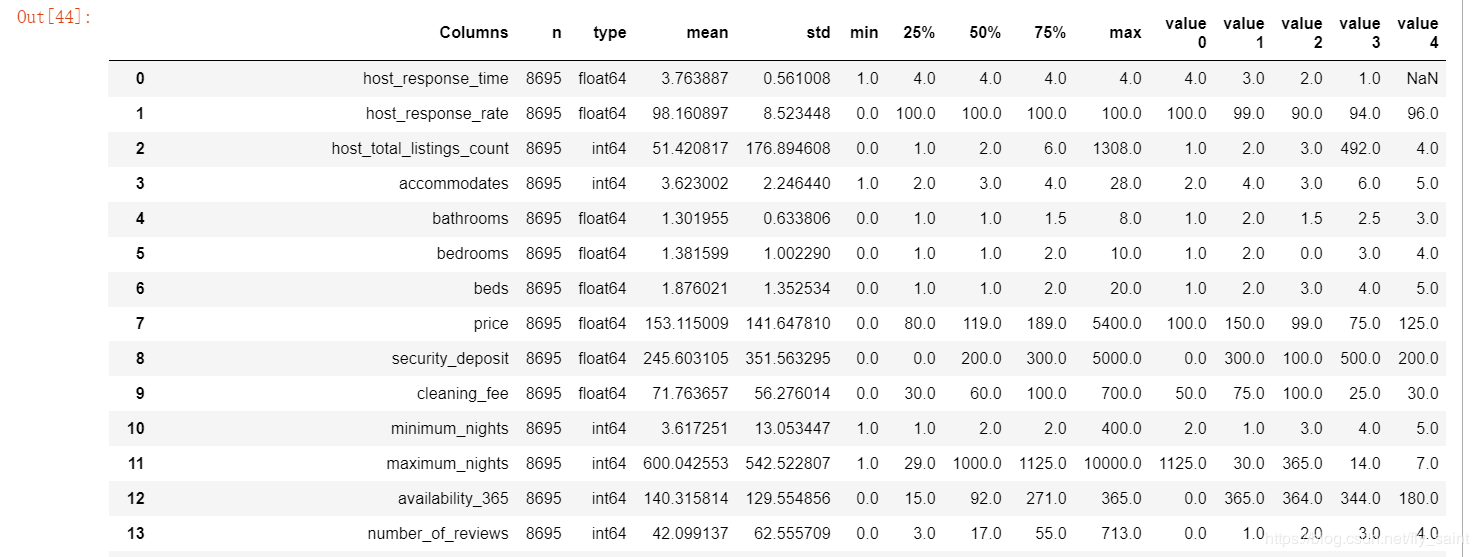 Out[44]:
Columns n type mean std min 25% 50% 75% max value 0 value 1 value 2 value 3 value 4
0 host_response_time 8695 float64 3.763887 0.561008 1.0 4.0 4.0 4.0 4.0 4.0 3.0 2.0 1.0 NaN
1 host_response_rate 8695 float64 98.160897 8.523448 0.0 100.0 100.0 100.0 100.0 100.0 99.0 90.0 94.0 96.0
2 host_total_listings_count 8695 int64 51.420817 176.894608 0.0 1.0 2.0 6.0 1308.0 1.0 2.0 3.0 492.0 4.0
3 accommodates 8695 int64 3.623002 2.246440 1.0 2.0 3.0 4.0 28.0 2.0 4.0 3.0 6.0 5.0
4 bathrooms 8695 float64 1.301955 0.633806 0.0 1.0 1.0 1.5 8.0 1.0 2.0 1.5 2.5 3.0
5 bedrooms 8695 float64 1.381599 1.002290 0.0 1.0 1.0 2.0 10.0 1.0 2.0 0.0 3.0 4.0
6 beds 8695 float64 1.876021 1.352534 0.0 1.0 1.0 2.0 20.0 1.0 2.0 3.0 4.0 5.0
7 price 8695 float64 153.115009 141.647810 0.0 80.0 119.0 189.0 5400.0 100.0 150.0 99.0 75.0 125.0
8 security_deposit 8695 float64 245.603105 351.563295 0.0 0.0 200.0 300.0 5000.0 0.0 300.0 100.0 500.0 200.0
9 cleaning_fee 8695 float64 71.763657 56.276014 0.0 30.0 60.0 100.0 700.0 50.0 75.0 100.0 25.0 30.0
10 minimum_nights 8695 int64 3.617251 13.053447 1.0 1.0 2.0 2.0 400.0 2.0 1.0 3.0 4.0 5.0
11 maximum_nights 8695 int64 600.042553 542.522807 1.0 29.0 1000.0 1125.0 10000.0 1125.0 30.0 365.0 14.0 7.0
12 availability_365 8695 int64 140.315814 129.554856 0.0 15.0 92.0 271.0 365.0 0.0 365.0 364.0 344.0 180.0
13 number_of_reviews 8695 int64 42.099137 62.555709 0.0 3.0 17.0 55.0 713.0 0.0 1.0 2.0 3.0 4.0